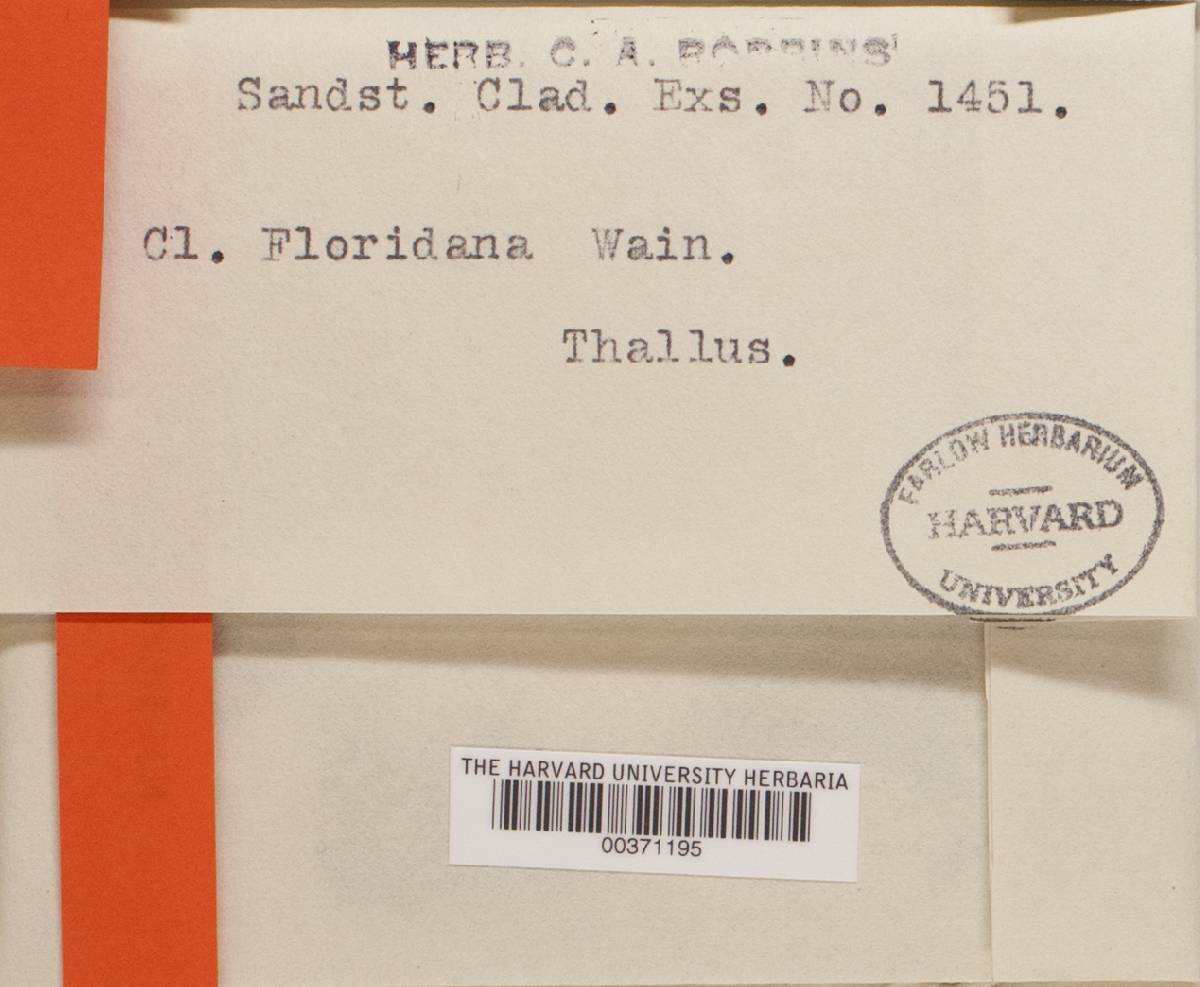 HERB. C. A. ROBBINS
Sandst. Clad. Exs. No. 1451.
Cl. Floridana Wain.
Thallus.
FARLOW HERBARIUM
HARVARD
UNIVERSITY
THE HARVARD UNIVERSITY HERBARIA
00371195